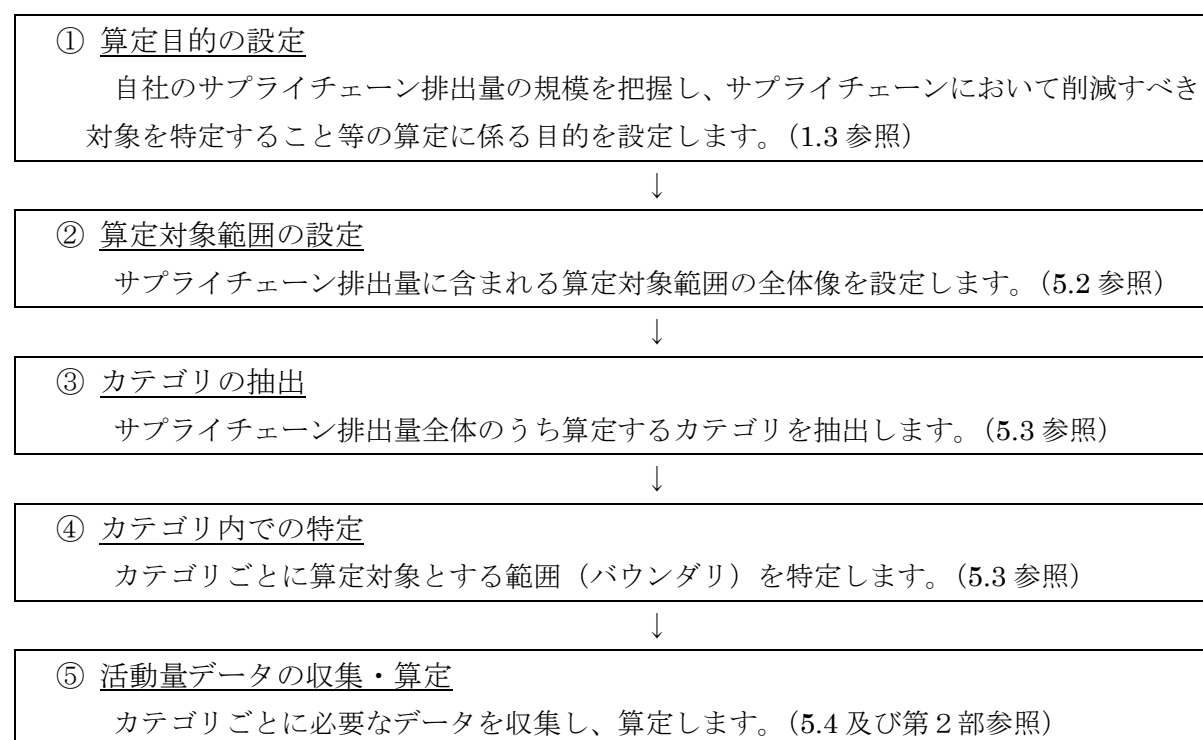 ① 算定目的の設定
自社のサプライチェーン排出量の規模を把握し、サプライチェーンにおいて削減すべき
対象を特定すること等の算定に係る目的を設定します。（1.3 参照）
↓
② 算定対象範囲の設定
サプライチェーン排出量に含まれる算定対象範囲の全体像を設定します。（5.2 参照）
↓
③ カテゴリの抽出
サプライチェーン排出量全体のうち算定するカテゴリを抽出します。（5.3 参照）
↓
④ カテゴリ内での特定
カテゴリごとに算定対象とする範囲（バウンダリ）を特定します。（5.3 参照）
↓
⑤ 活動量データの収集・算定
カテゴリごとに必要なデータを収集し、算定します。（5.4 及び第２部参照）